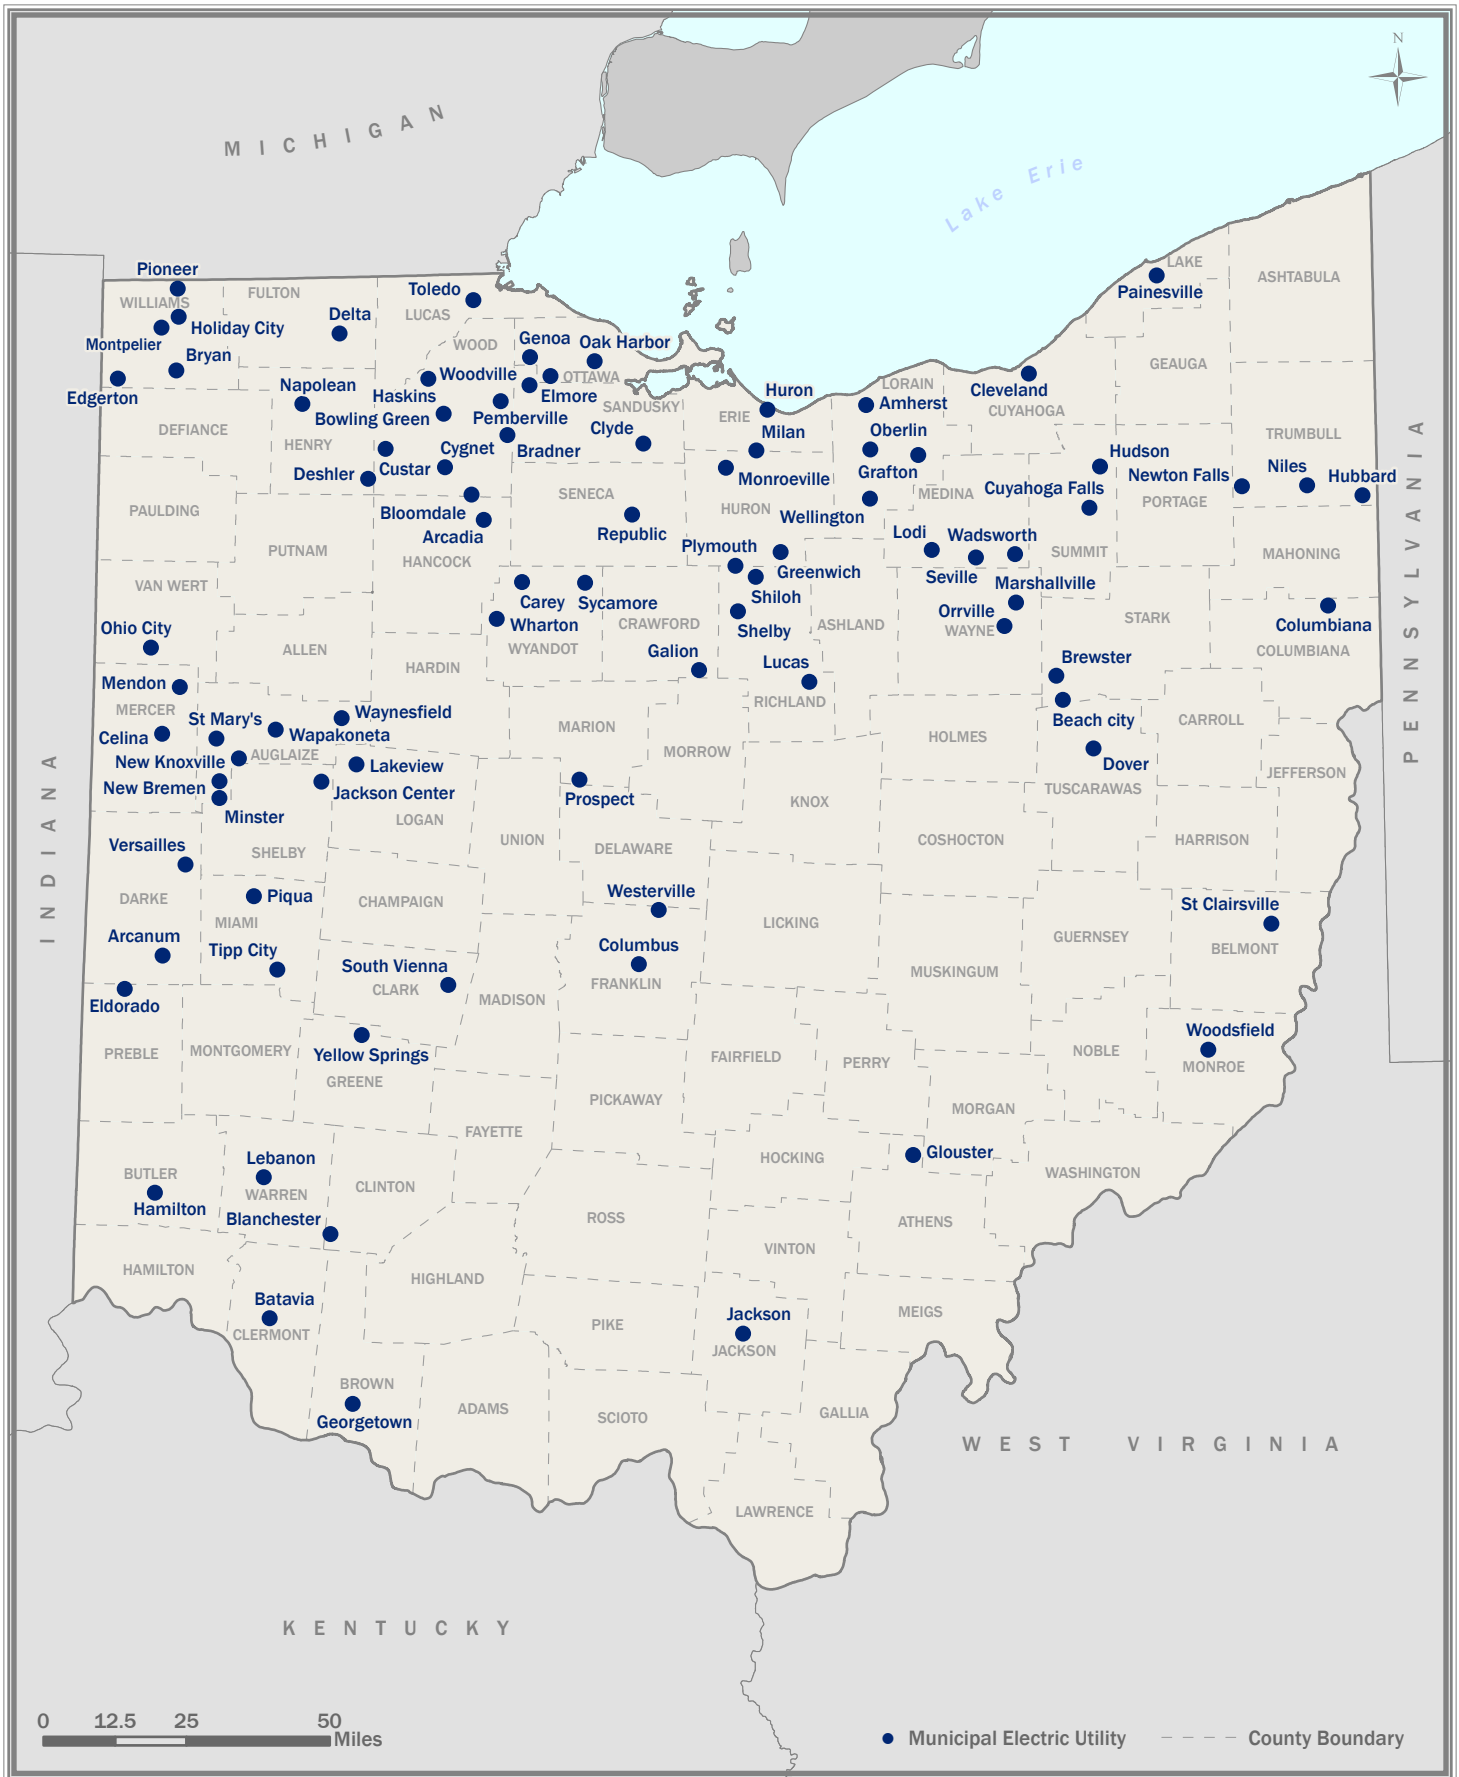 N
MICHIGAN
Lake Erie
LAKE
Painesville
ASHTABULA
Pioneer
WILLIAMS
FULTON
Toledo
LUCAS
Holiday City
Delta
Montpelier
Bryan
WOOD
Genoa
Oak Harbor
GEAUGA
Edgerton
Napolean
Woodville
OTTAWA
Haskins
Elmore
Huron
LORAIN
Cleveland
CUYAHOGA
Amherst
SANDUSKY
ERIE
Bowling Green
Pemberville
DEFIANCE
HENRY
Clyde
Milan
Oberlin
TRUMBULL
Cygnet
Bradner
Hudson
Deshler
Custar
Monroeville
Grafton
Newton Falls
Niles
Hubbard
SENECA
MEDINA
Cuyahoga Falls
PORTAGE
PAULDING
Bloomdale
HURON
Wellington
Arcadia
Republic
Lodi
Wadsworth
PUTNAM
Plymouth
SUMMIT
MAHONING
HANCOCK
Greenwich
Seville
Marshallville
VAN WERT
Carey
Sycamore
Shiloh
Orrville
Ohio City
Wharton
CRAWFORD
Shelby
ASHLAND
WAYNE
STARK
Columbiana
ALLEN
WYANDOT
Galion
Lucas
Brewster
COLUMBIANA
HARDIN
Mendon
RICHLAND
MERCER
St Mary's
Waynesfield
Beach city
CARROLL
Celina
Wapakoneta
MARION
HOLMES
AUGLAIZE
MORROW
New Knoxville
Lakeview
Dover
JEFFERSON
New Bremen
Jackson Center
Prospect
KNOX
TUSCARAWAS
Minster
LOGAN
Versailles
SHELBY
UNION
DELAWARE
COSHOCTON
HARRISON
DARKE
Piqua
CHAMPAIGN
Westerville
LICKING
St Clairsville
MIAMI
Arcanum
Tipp City
Columbus
GUERNSEY
BELMONT
South Vienna
CLARK
FRANKLIN
MUSKINGUM
Eldorado
MADISON
PREBLE
MONTGOMERY
Yellow Springs
FAIRFIELD
PERRY
NOBLE
Woodsfield
MONROE
GREENE
PICKAWAY
MORGAN
FAYETTE
Lebanon
HOCKING
Glouster
WASHINGTON
BUTLER
WARREN
CLINTON
Hamilton
Blanchester
ROSS
ATHENS
HAMILTON
HIGHLAND
VINTON
Batavia
CLERMONT
PIKE
Jackson
JACKSON
MEIGS
BROWN
Georgetown
ADAMS
SCIOTO
GALLIA
LAWRENCE
INDIANA
PENNSYLVANIA
WEST VIRGINIA
KENTUCKY
0 12.5 25 50
Miles
Municipal Electric Utility
County Boundary